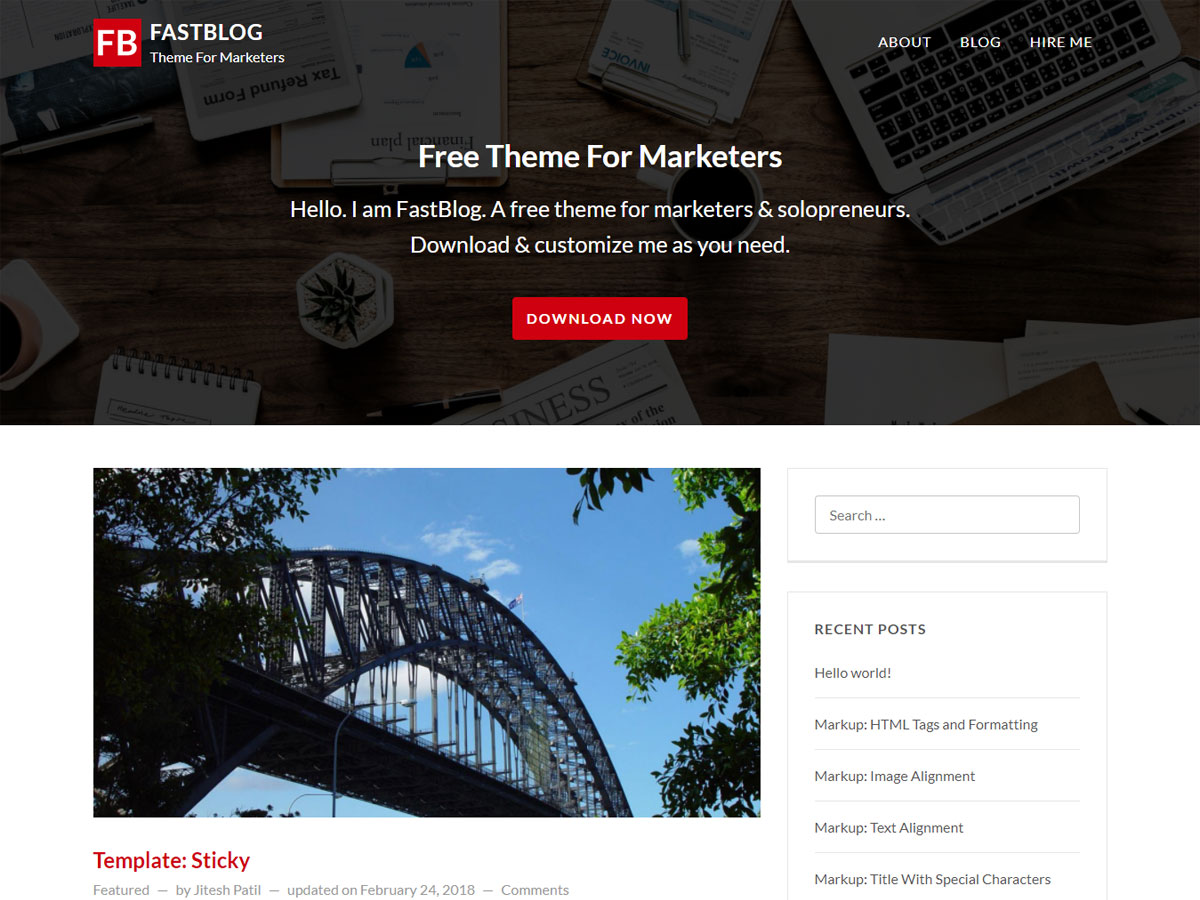 FB
FASTBLOG
Theme For Marketers
ABOUT
BLOG
HIRE ME
Tax Refund Form
INVOICE
Financial plan
Free Theme For Marketers
Hello. I am FastBlog. A free theme for marketers & solopreneurs.
Download & customize me as you need.
DOWNLOAD NOW
Search ...
RECENT POSTS
Hello world!
Markup: HTML Tags and Formatting
Markup: Image Alignment
Markup: Text Alignment
Markup: Title With Special Characters
Template: Sticky
Featured — by Jitesh Patil — updated on February 24, 2018 — Comments